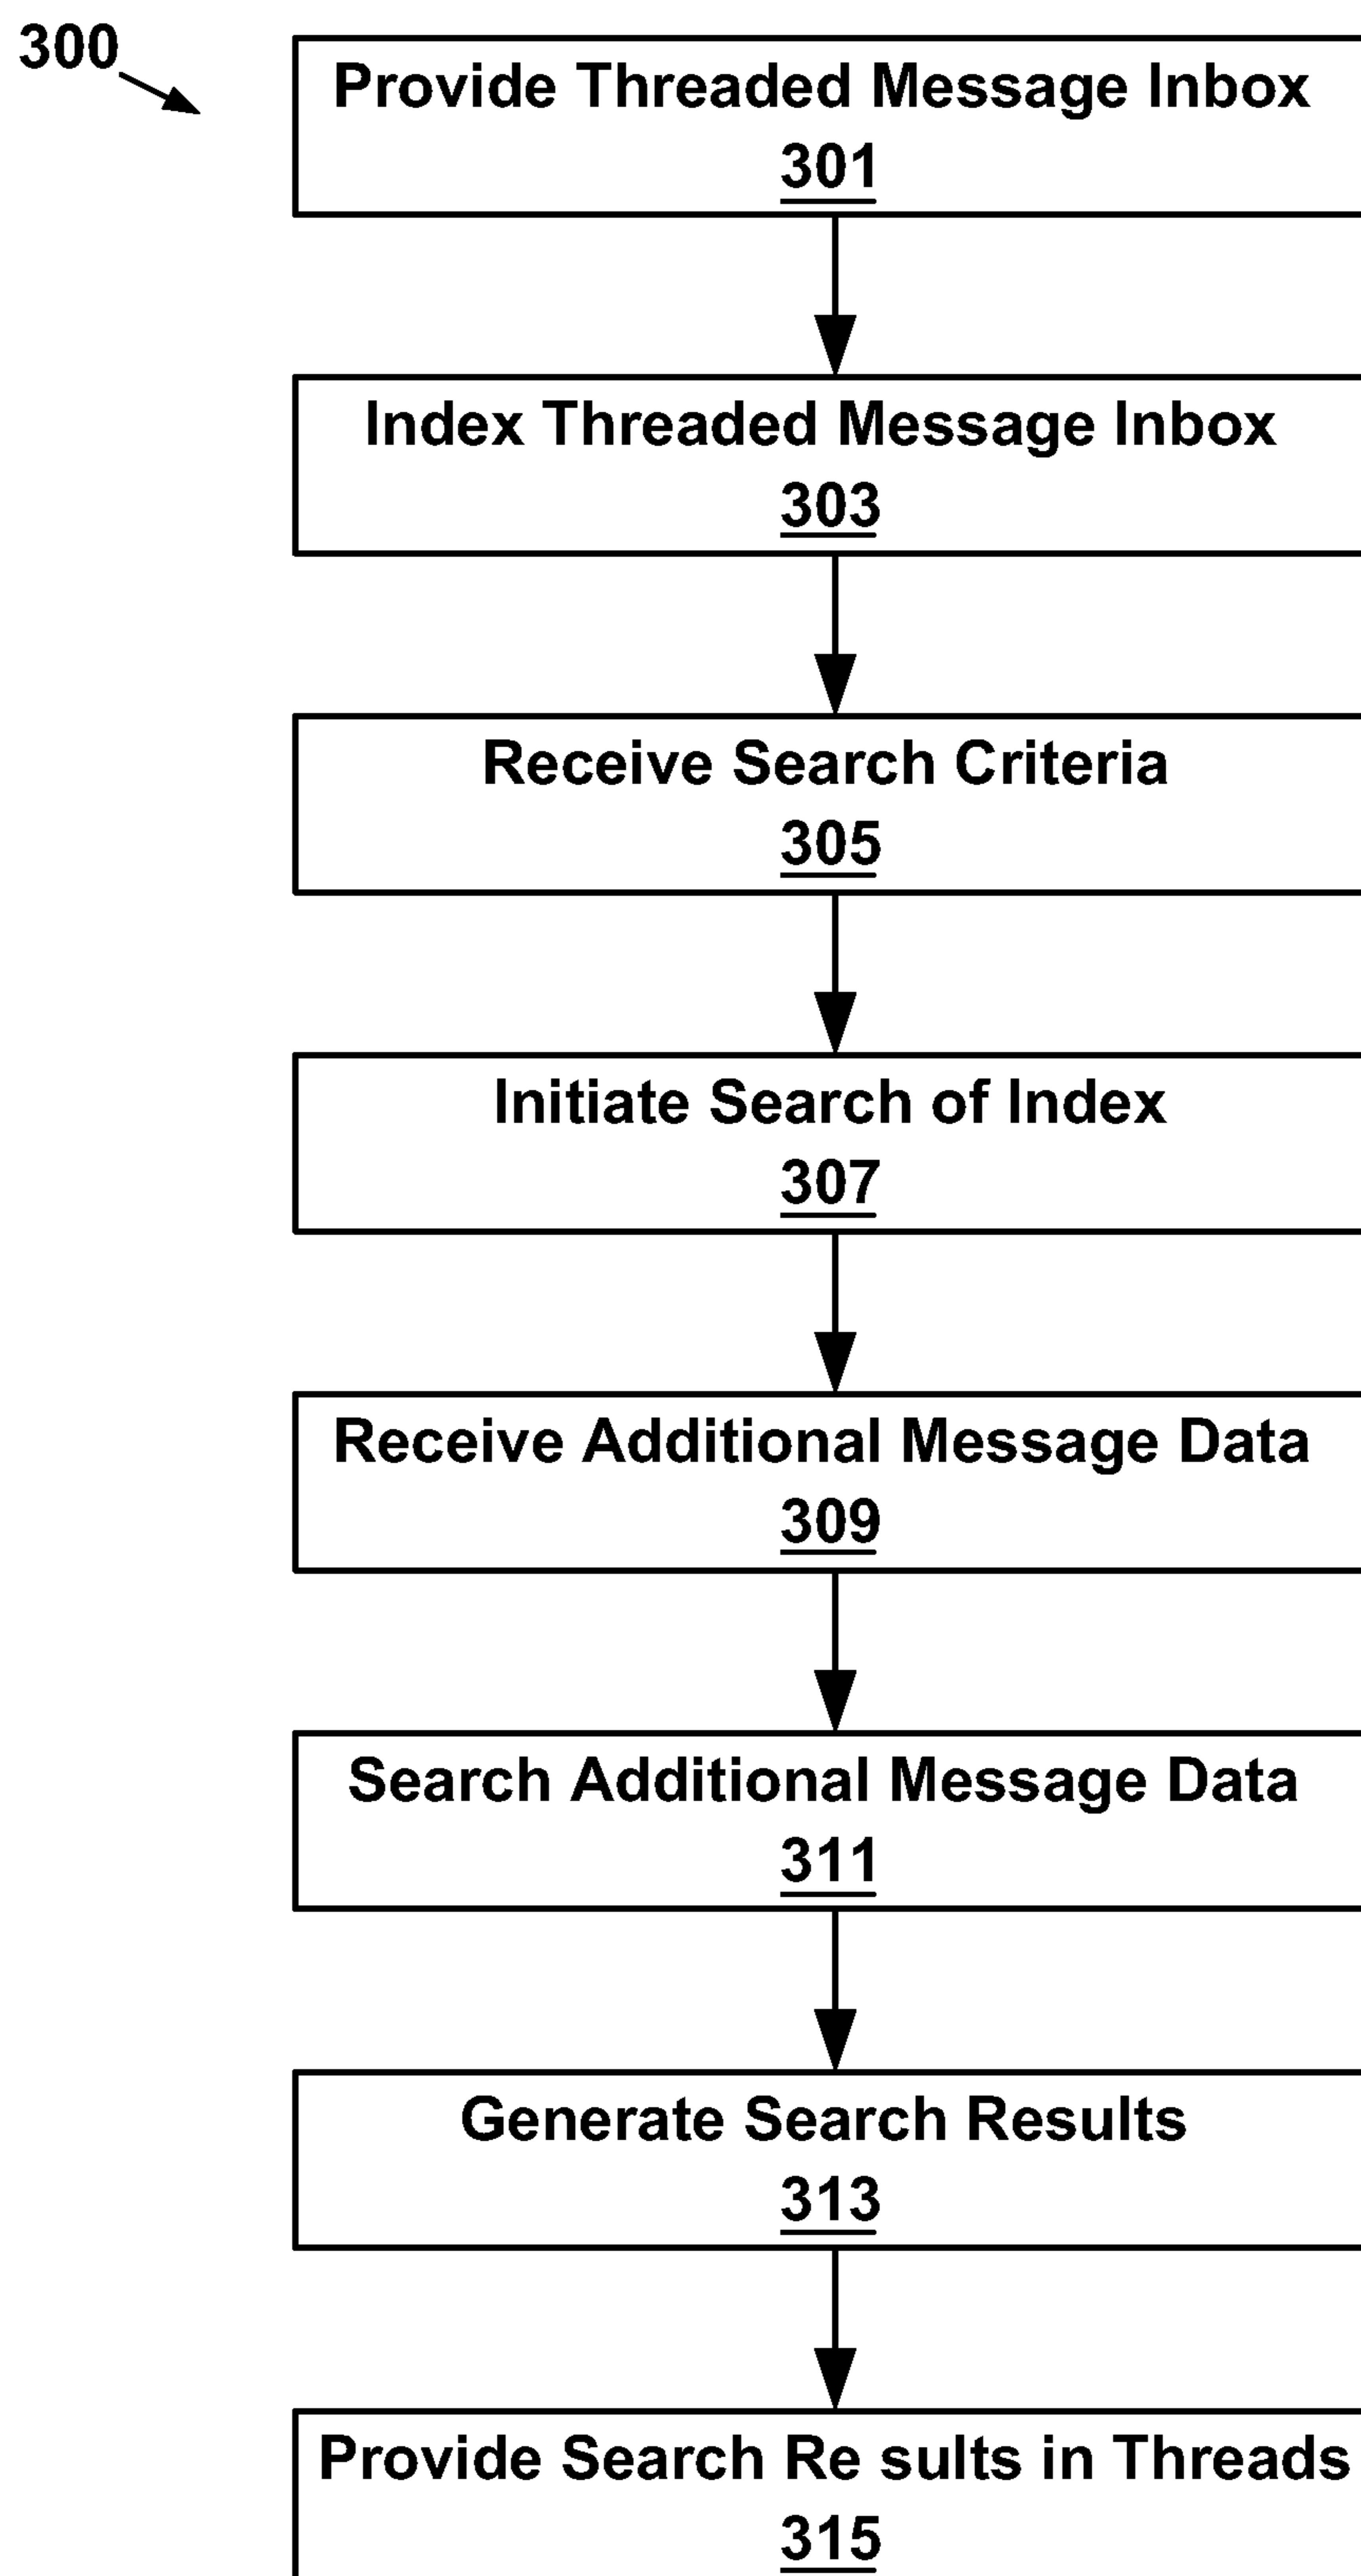 300
Provide Threaded Message Inbox
301
Index Threaded Message Inbox
303
Receive Search Criteria
305
Initiate Search of Index
307
Receive Additional Message Data
309
Search Additional Message Data
311
Generate Search Results
313
Provide Search Re sults in Threads
315